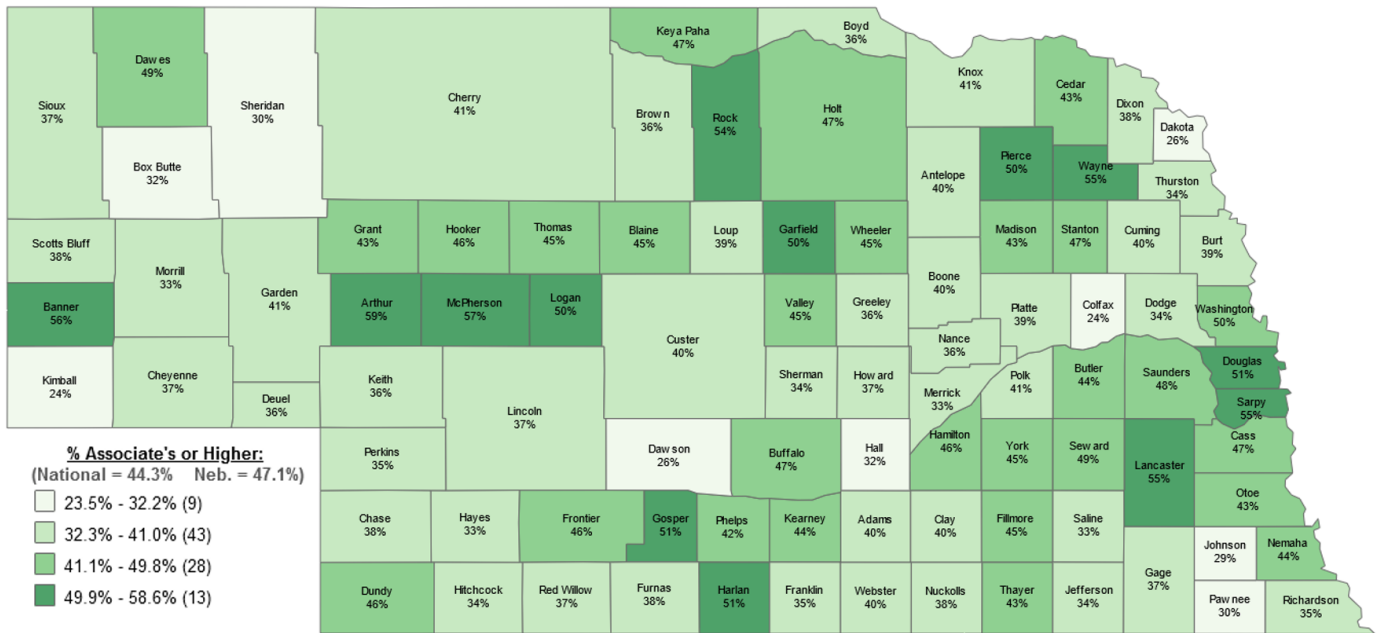 Sioux
37%
Dawes
49%
Sheridan
30%
Box Butte
32%
Cherry
41%
Keya Paha
47%
Boyd
36%
Brown
36%
Rock
54%
Holt
47%
Knox
41%
Cedar
43%
Dixon
38%
Dakota
26%
Antelope
40%
Pierce
50%
Wayne
55%
Thurston
34%
Scotts Bluff
38%
Morrill
33%
Garden
41%
Grant
43%
Hooker
46%
Thomas
45%
Blaine
45%
Loup
39%
Garfield
50%
Wheeler
45%
Madison
43%
Stanton
47%
Cuming
40%
Burt
39%
Banner
56%
Arthur
59%
McPherson
57%
Logan
50%
Custer
40%
Valley
45%
Greeley
36%
Boone
40%
Platte
39%
Colfax
24%
Dodge
34%
Washington
50%
Nance
36%
Kimball
24%
Cheyenne
37%
Deuel
36%
Keith
36%
Lincoln
37%
Sherman
34%
Howard
37%
Merrick
33%
Polk
41%
Butler
44%
Saunders
48%
Douglas
51%
Sarpy
55%
Perkins
35%
Dawson
26%
Buffalo
47%
Hall
32%
Hamilton
46%
York
45%
Seward
49%
Lancaster
55%
Cass
47%
Otoe
43%
Chase
38%
Hayes
33%
Frontier
46%
Gosper
51%
Phelps
42%
Kearney
44%
Adams
40%
Clay
40%
Fillmore
45%
Saline
33%
Johnson
29%
Nemaha
44%
Dundy
46%
Hitchcock
34%
Red Willow
37%
Furnas
38%
Harlan
51%
Franklin
35%
Webster
40%
Nuckolls
38%
Thayer
43%
Jefferson
34%
Gage
37%
Pawnee
30%
Richardson
35%
% Associate's or Higher:
(National = 44.3% Neb. = 47.1%)
23.5% - 32.2% (9)
32.3% - 41.0% (43)
41.1% - 49.8% (28)
49.9% - 58.6% (13)